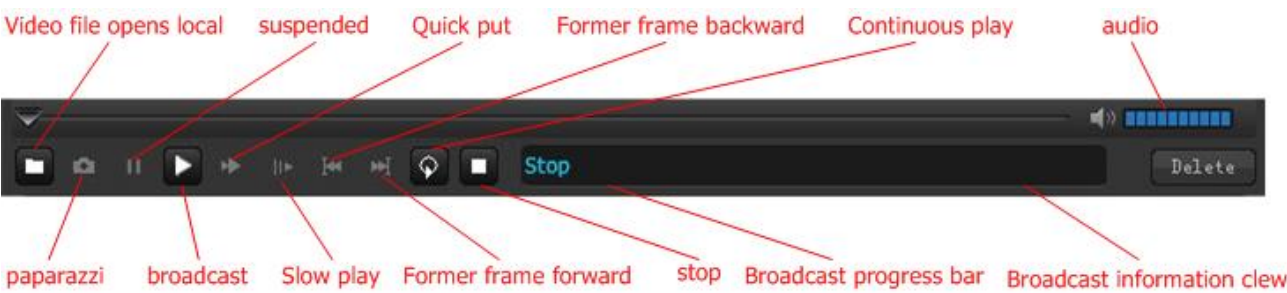 Video file opens local suspended Quick put Former frame backward Continuous play audio
Stop Delete
paparazzi broadcast Slow play Former frame forward stop Broadcast progress bar Broadcast information clew